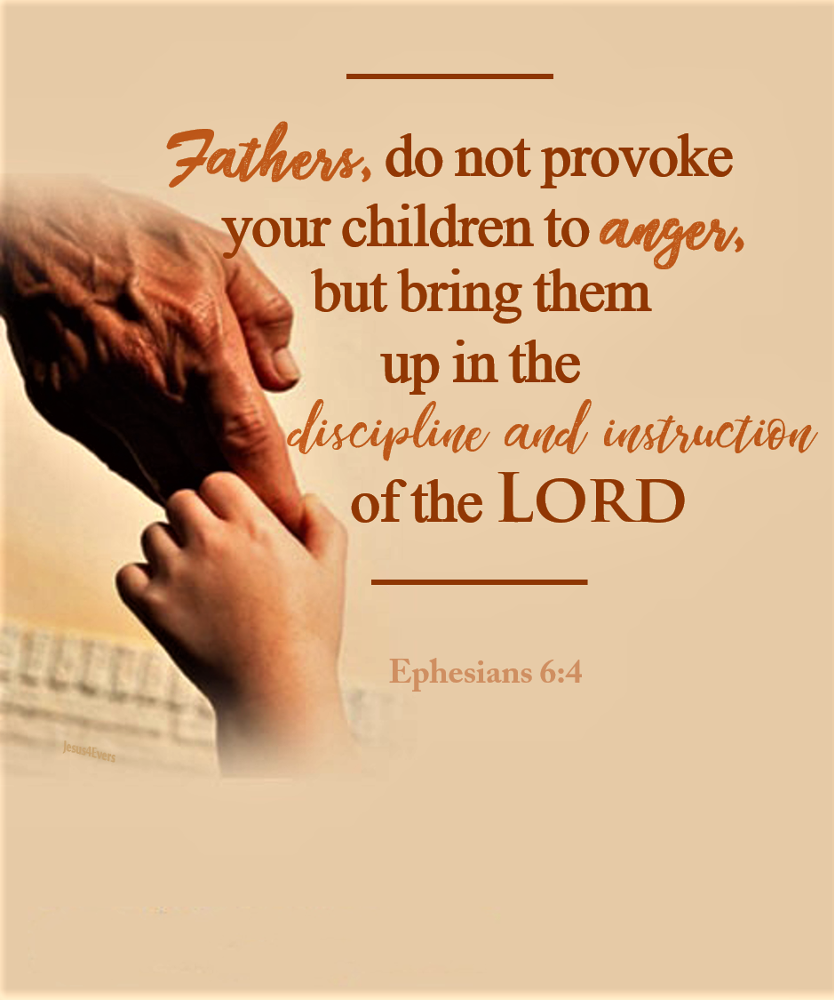 Fathers, do not provoke
your children to anger,
but bring them
up in the
discipline and instruction
of the LORD
Ephesians 6:4
Jesus4Evers